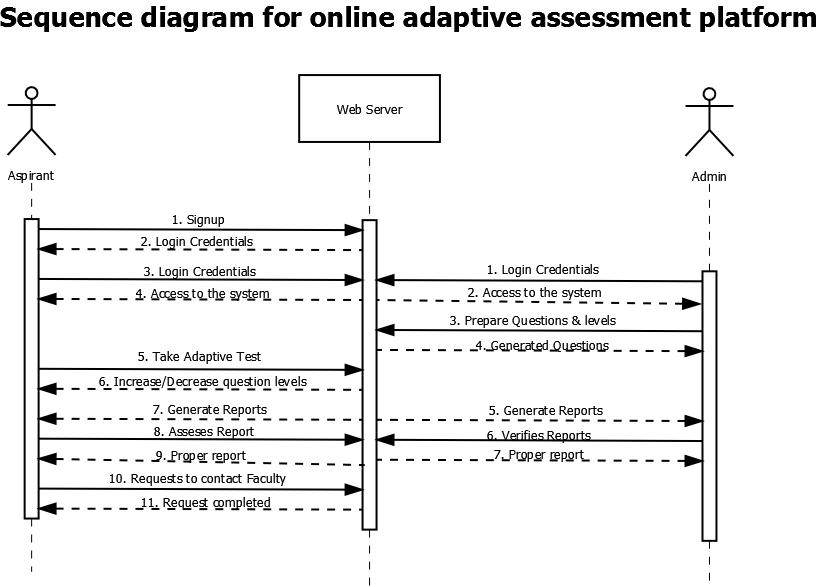 Sequence diagram for online adaptive assessment platform
Web Server
Aspirant
Admin
1. Signup
2. Login Credentials
3. Login Credentials
1. Login Credentials
4. Access to the system
2. Access to the system
3. Prepare Questions & levels
4. Generated Questions
5. Take Adaptive Test
6. Increase/Decrease question levels
7. Generate Reports
5. Generate Reports
8. Asseses Report
6. Verifies Reports
9. Proper report
7. Proper report
10. Requests to contact Faculty
11. Request completed